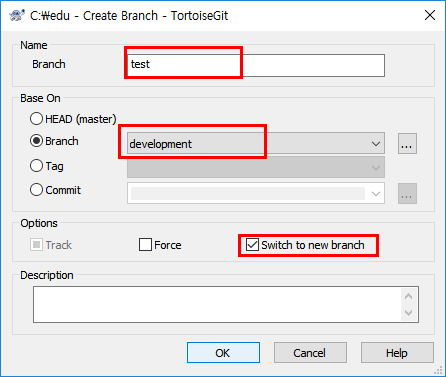 C:₩edu - Create Branch - TortoiseGit
Name
Branch
test
Base On
HEAD (master)
Branch
development
...
Tag
Commit
...
Options
Track
Force
Switch to new branch
Description
OK
Cancel
Help